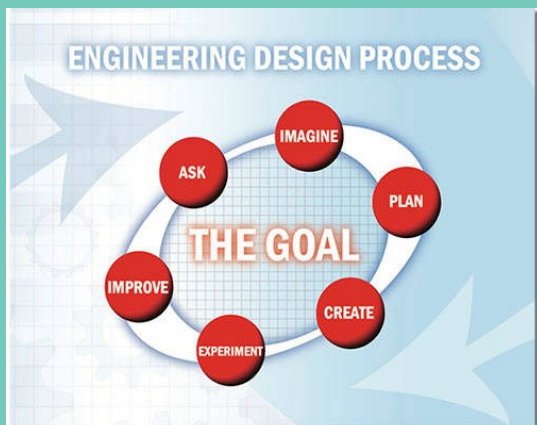 ENGINEERING DESIGN PROCESS
IMAGINE
ASK
PLAN
THE GOAL
IMPROVE
CREATE
EXPERIMENT